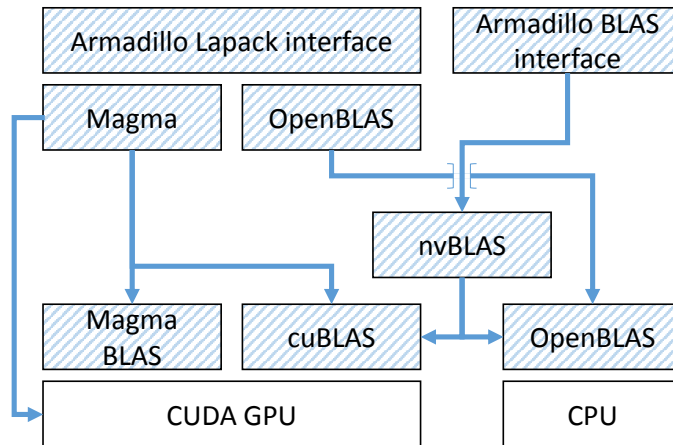 Armadillo Lapack interface
Armadillo BLAS
interface
Magma
OpenBLAS
nvBLAS
Magma
BLAS
cuBLAS
OpenBLAS
CUDA GPU
CPU